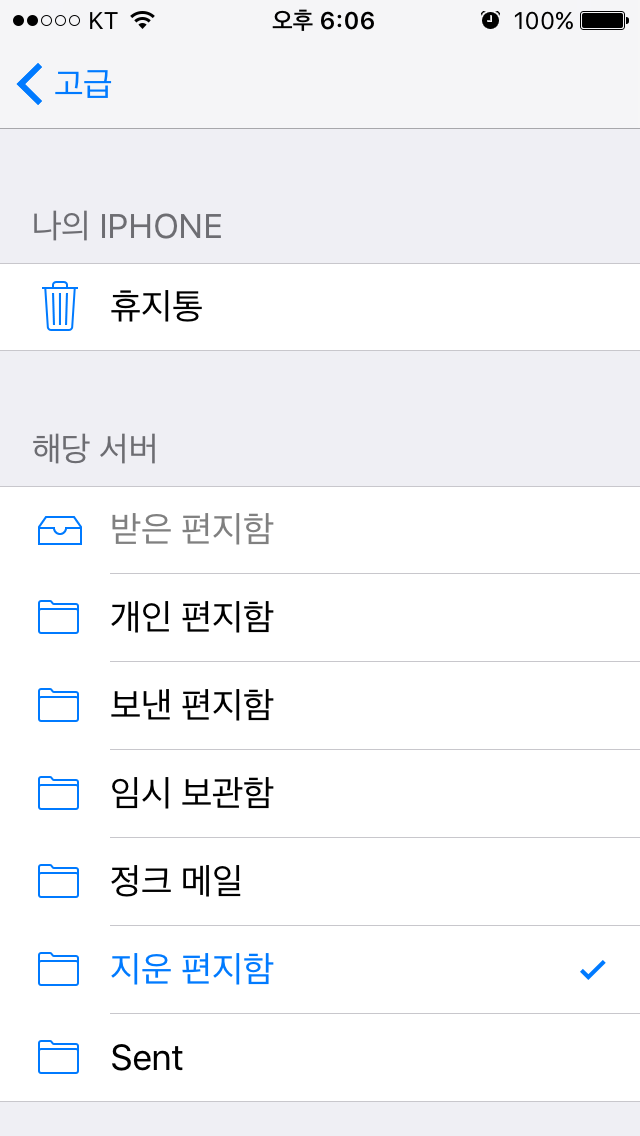 KT 오후 6:06 100%
고급
나의 IPHONE
휴지통
해당 서버
받은 편지함
개인 편지함
보낸 편지함
임시 보관함
정크 메일
지운 편지함
Sent